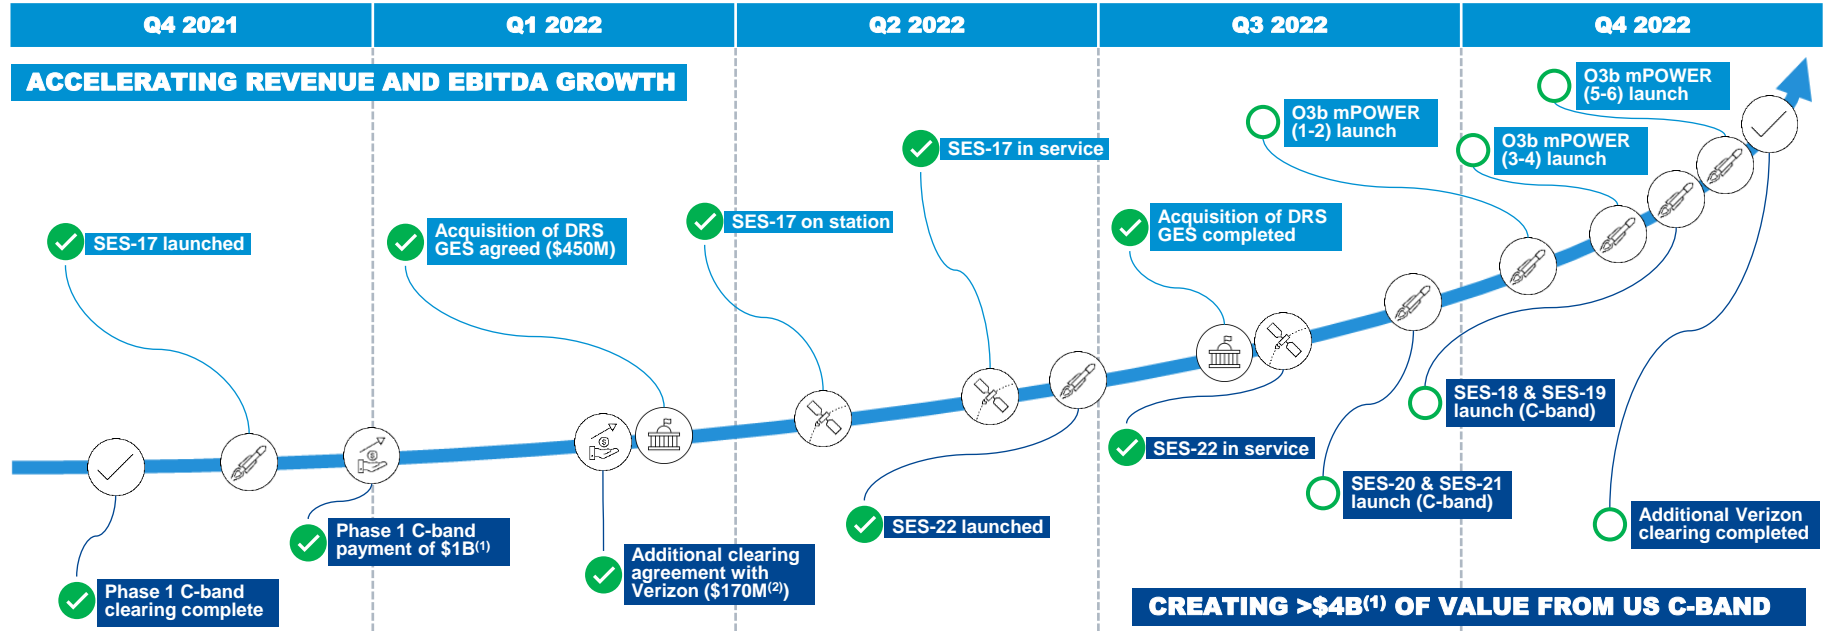 Q4 2021
Q1 2022
Q2 2022
Q3 2022
Q4 2022
ACCELERATING REVENUE AND EBITDA GROWTH
SES-17 launched
Acquisition of DRS
GES agreed ($450M)
SES-17 on station
SES-17 in service
Acquisition of DRS
GES completed
O3b mPOWER
(1-2) launch
O3b mPOWER
(3-4) launch
O3b mPOWER
(5-6) launch
Phase 1 C-band
clearing complete
Phase 1 C-band
payment of $1B(1)
Additional clearing
agreement with
Verizon ($170M(2))
SES-22 launched
SES-22 in service
SES-20 & SES-21
launch (C-band)
SES-18 & SES-19
launch (C-band)
Additional Verizon
clearing completed
CREATING >$4B(1) OF VALUE FROM US C-BAND